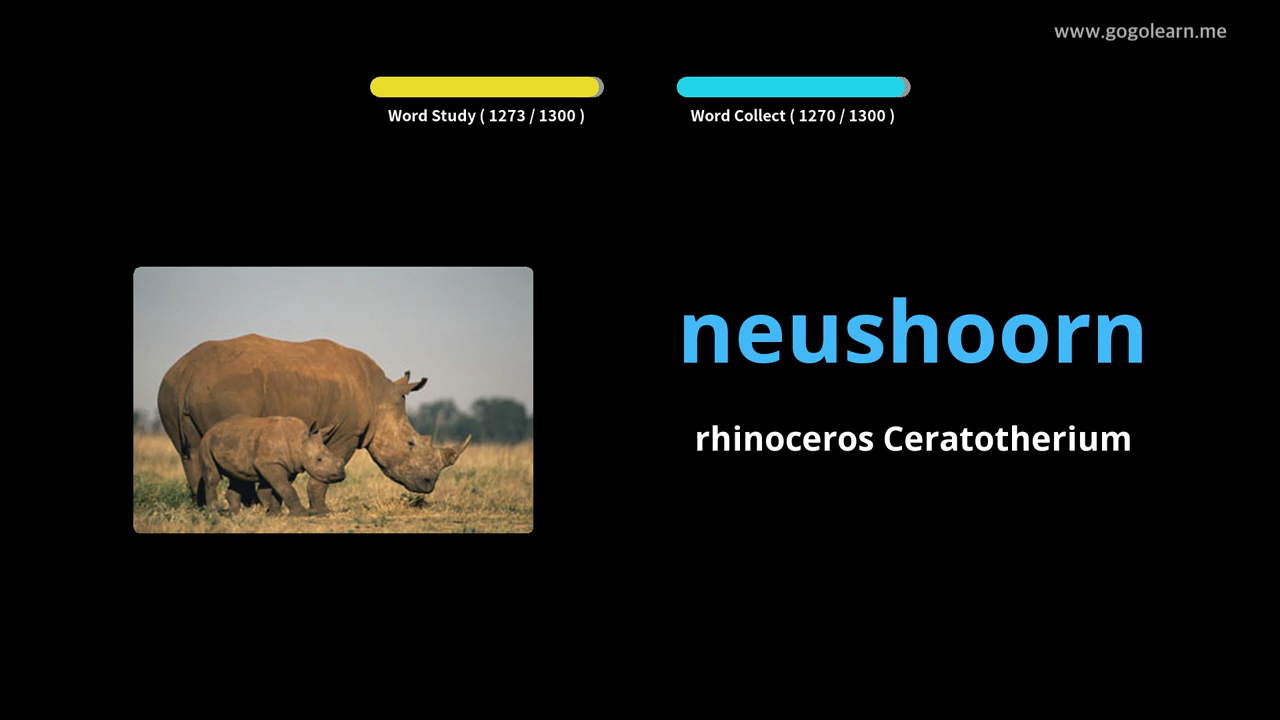 www.gogolearn.me
Word Study ( 1273 / 1300 )
Word Collect ( 1270 / 1300 )
neushoorn
rhinoceros Ceratotherium